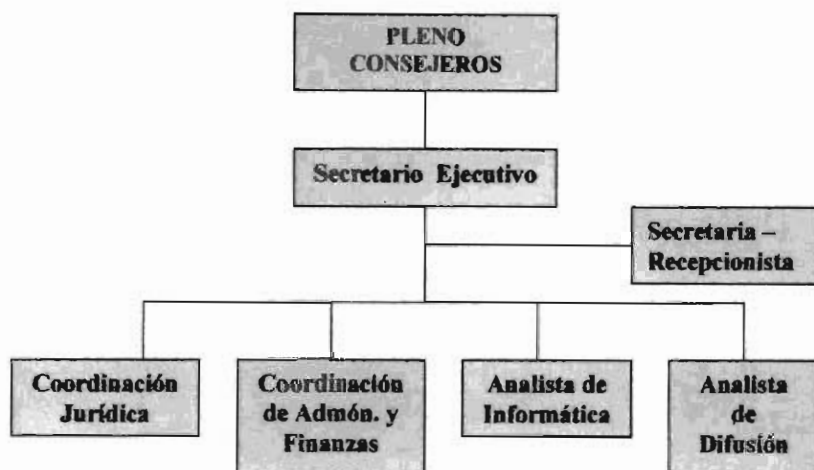 PLENO
CONSEJEROS
Secretario Ejecutivo
Secretaria –
Recepcionista
Coordinación
Jurídica
Coordinación
de Admón. y
Finanzas
Analista de
Informática
Analista
de
Difusión